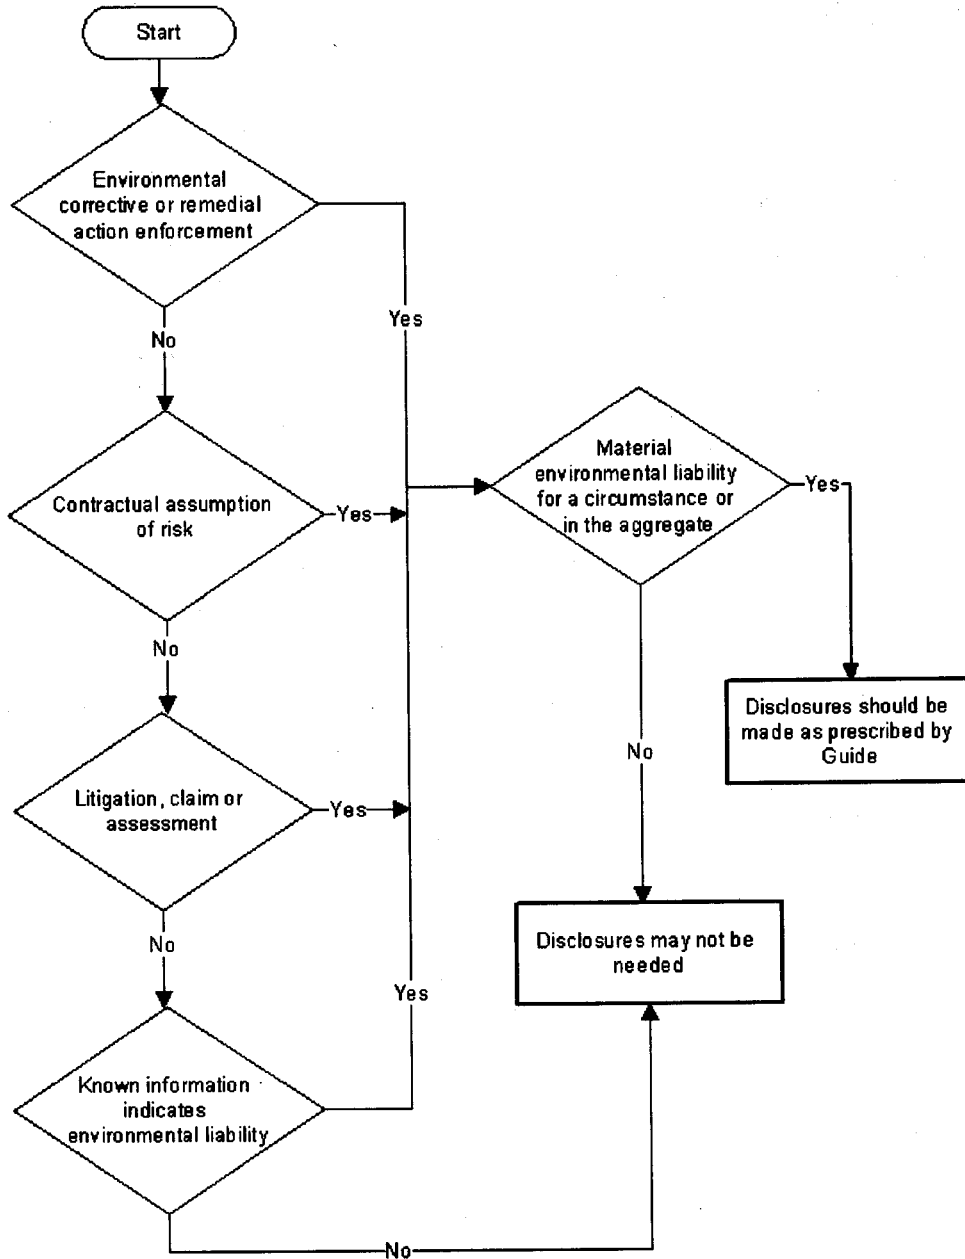 Start
Environmental
corrective or remedial
action enforcement
Yes
No
Contractual assumption
of risk
Yes
Material
environmental liability
for a circumstance or
in the aggregate
Yes
No
Disclosures should be
made as prescribed by
Guide
No
Litigation, claim or
assessment
Yes
No
Disclosures may not be
needed
Yes
Known information
indicates
environmental liability
No